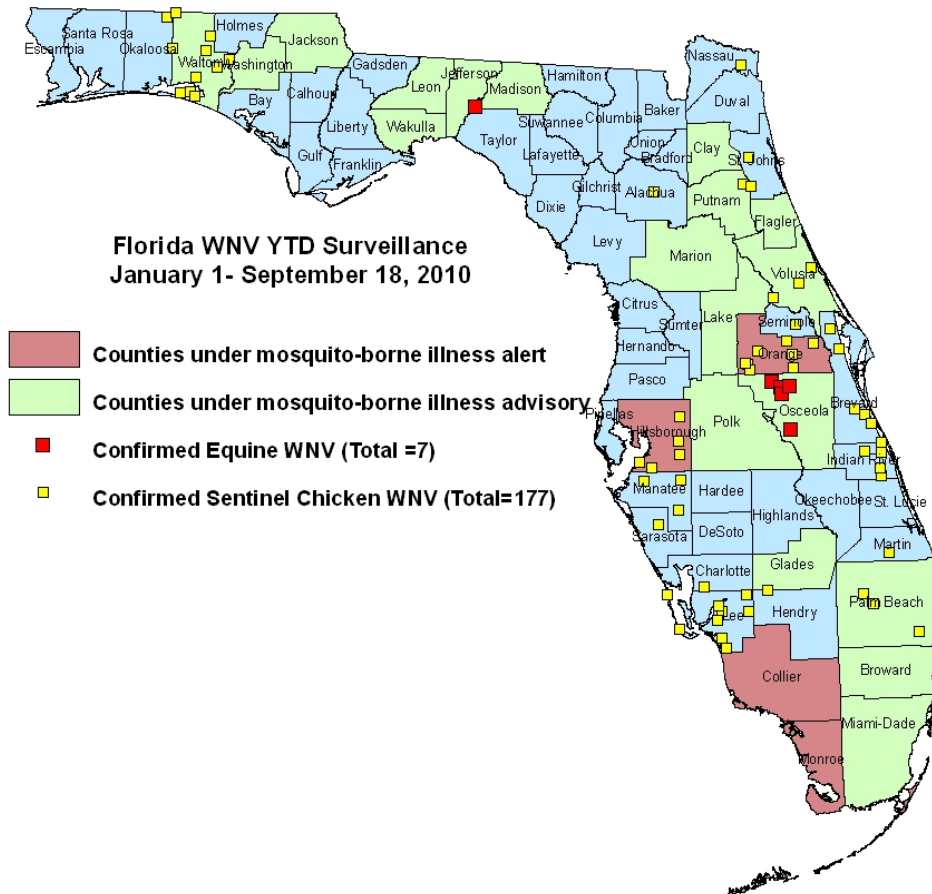 Holmes
Jackson
Santa Rosa
Okaloosa
Escambia
Walton
Washington
Gadsden
Jefferson
Hamilton
Nassau
Leon
Madison
Bay
Calhoun
Duval
Suwannee
Columbia
Baker
Liberty
Wakulla
Taylor
Union
Clay
Gulf
Franklin
Lafayette
Bradford
St. Johns
Gilchrist
Alachua
Putnam
Dixie
Flagler
Levy
Marion
Florida WNV YTD Surveillance
January 1- September 18, 2010
Volusia
Citrus
Sumter
Lake
Seminole
Hernando
Orange
Counties under mosquito-borne illness alert
Pasco
Counties under mosquito-borne illness advisory
Pinellas
Hillsborough
Polk
Osceola
Brevard
Confirmed Equine WNV (Total =7)
Indian River
Confirmed Sentinel Chicken WNV (Total=177)
Manatee
Hardee
Okeechobee
St. Lucie
Highlands
Sarasota
DeSoto
Martin
Charlotte
Glades
Lee
Hendry
Palm Beach
Collier
Broward
Miami-Dade
Monroe